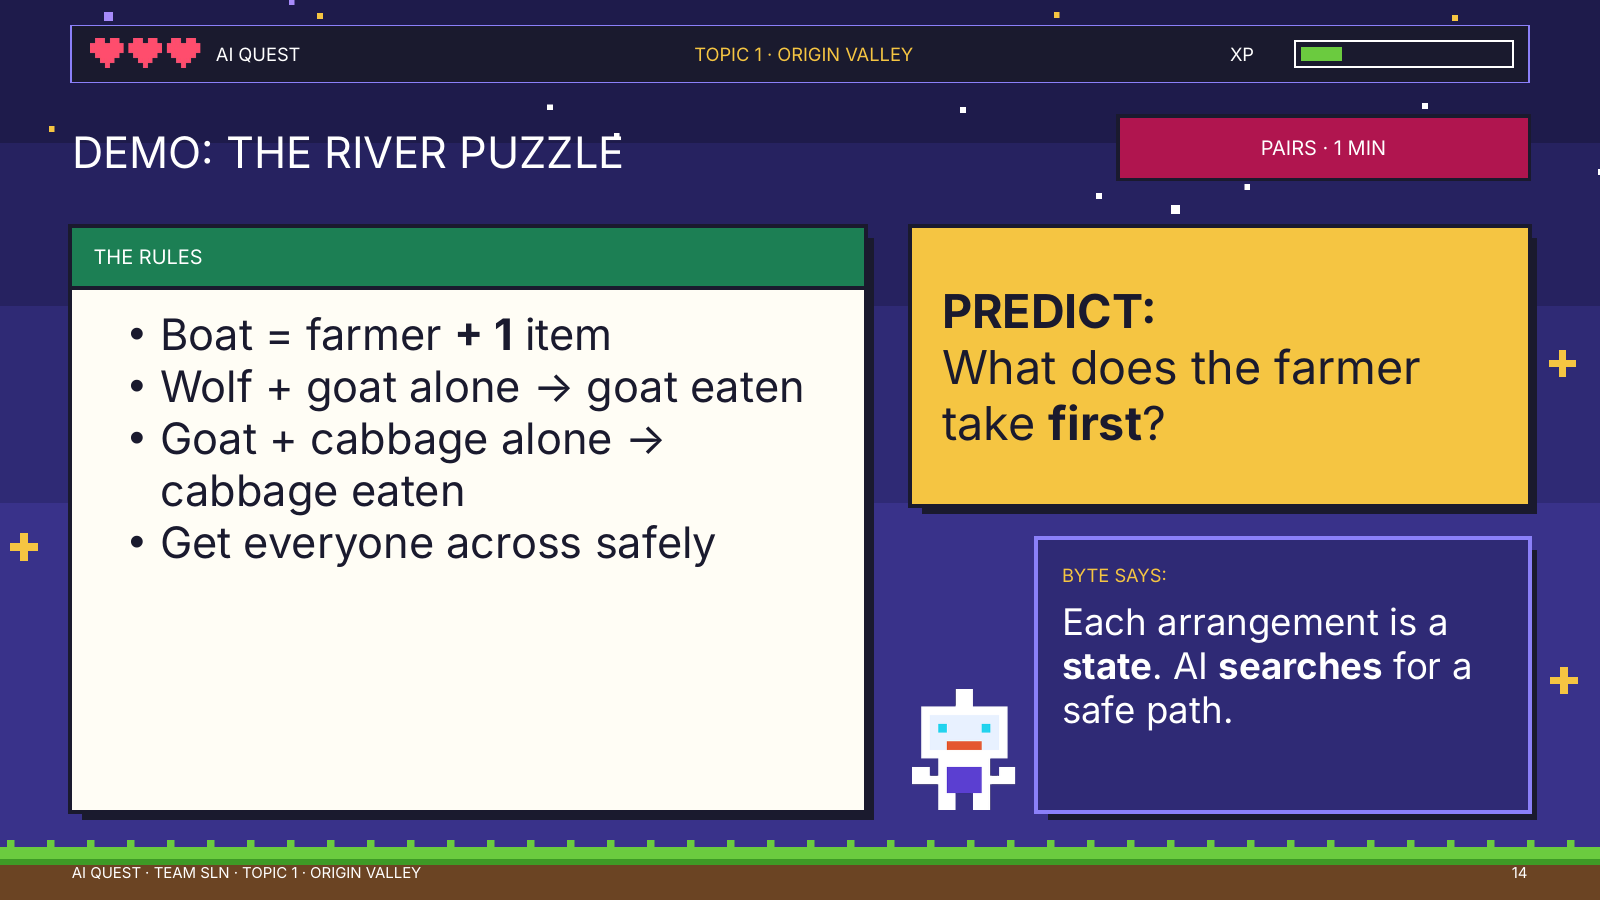 AI QUEST
TOPIC 1 · ORIGIN VALLEY
XP
DEMO: THE RIVER PUZZLE
PAIRS · 1 MIN
THE RULES
• Boat = farmer + 1 item
• Wolf + goat alone → goat eaten
• Goat + cabbage alone →
cabbage eaten
• Get everyone across safely
PREDICT:
What does the farmer
take first?
BYTE SAYS:
Each arrangement is a
state. AI searches for a
safe path.
AI QUEST · TEAM SLN · TOPIC 1 · ORIGIN VALLEY
14